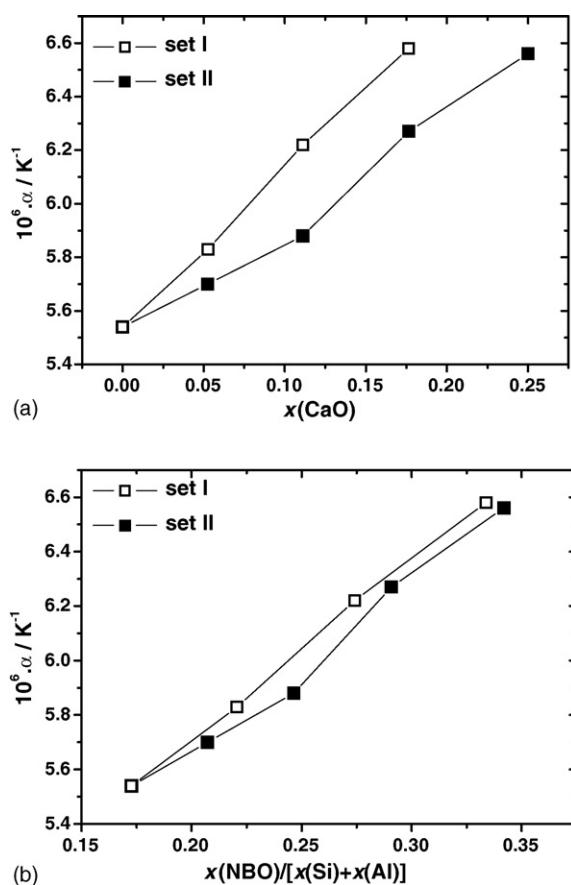 6.6
6.4
6.2
6.0
5.8
5.6
5.4
10⁶.α / K⁻¹
set I
set II
0.00 0.05 0.10 0.15 0.20 0.25
x(CaO)
(a)
6.6
6.4
6.2
6.0
5.8
5.6
5.4
10⁶.α / K⁻¹
set I
set II
0.15 0.20 0.25 0.30 0.35
x(NBO)/[x(Si)+x(Al)]
(b)